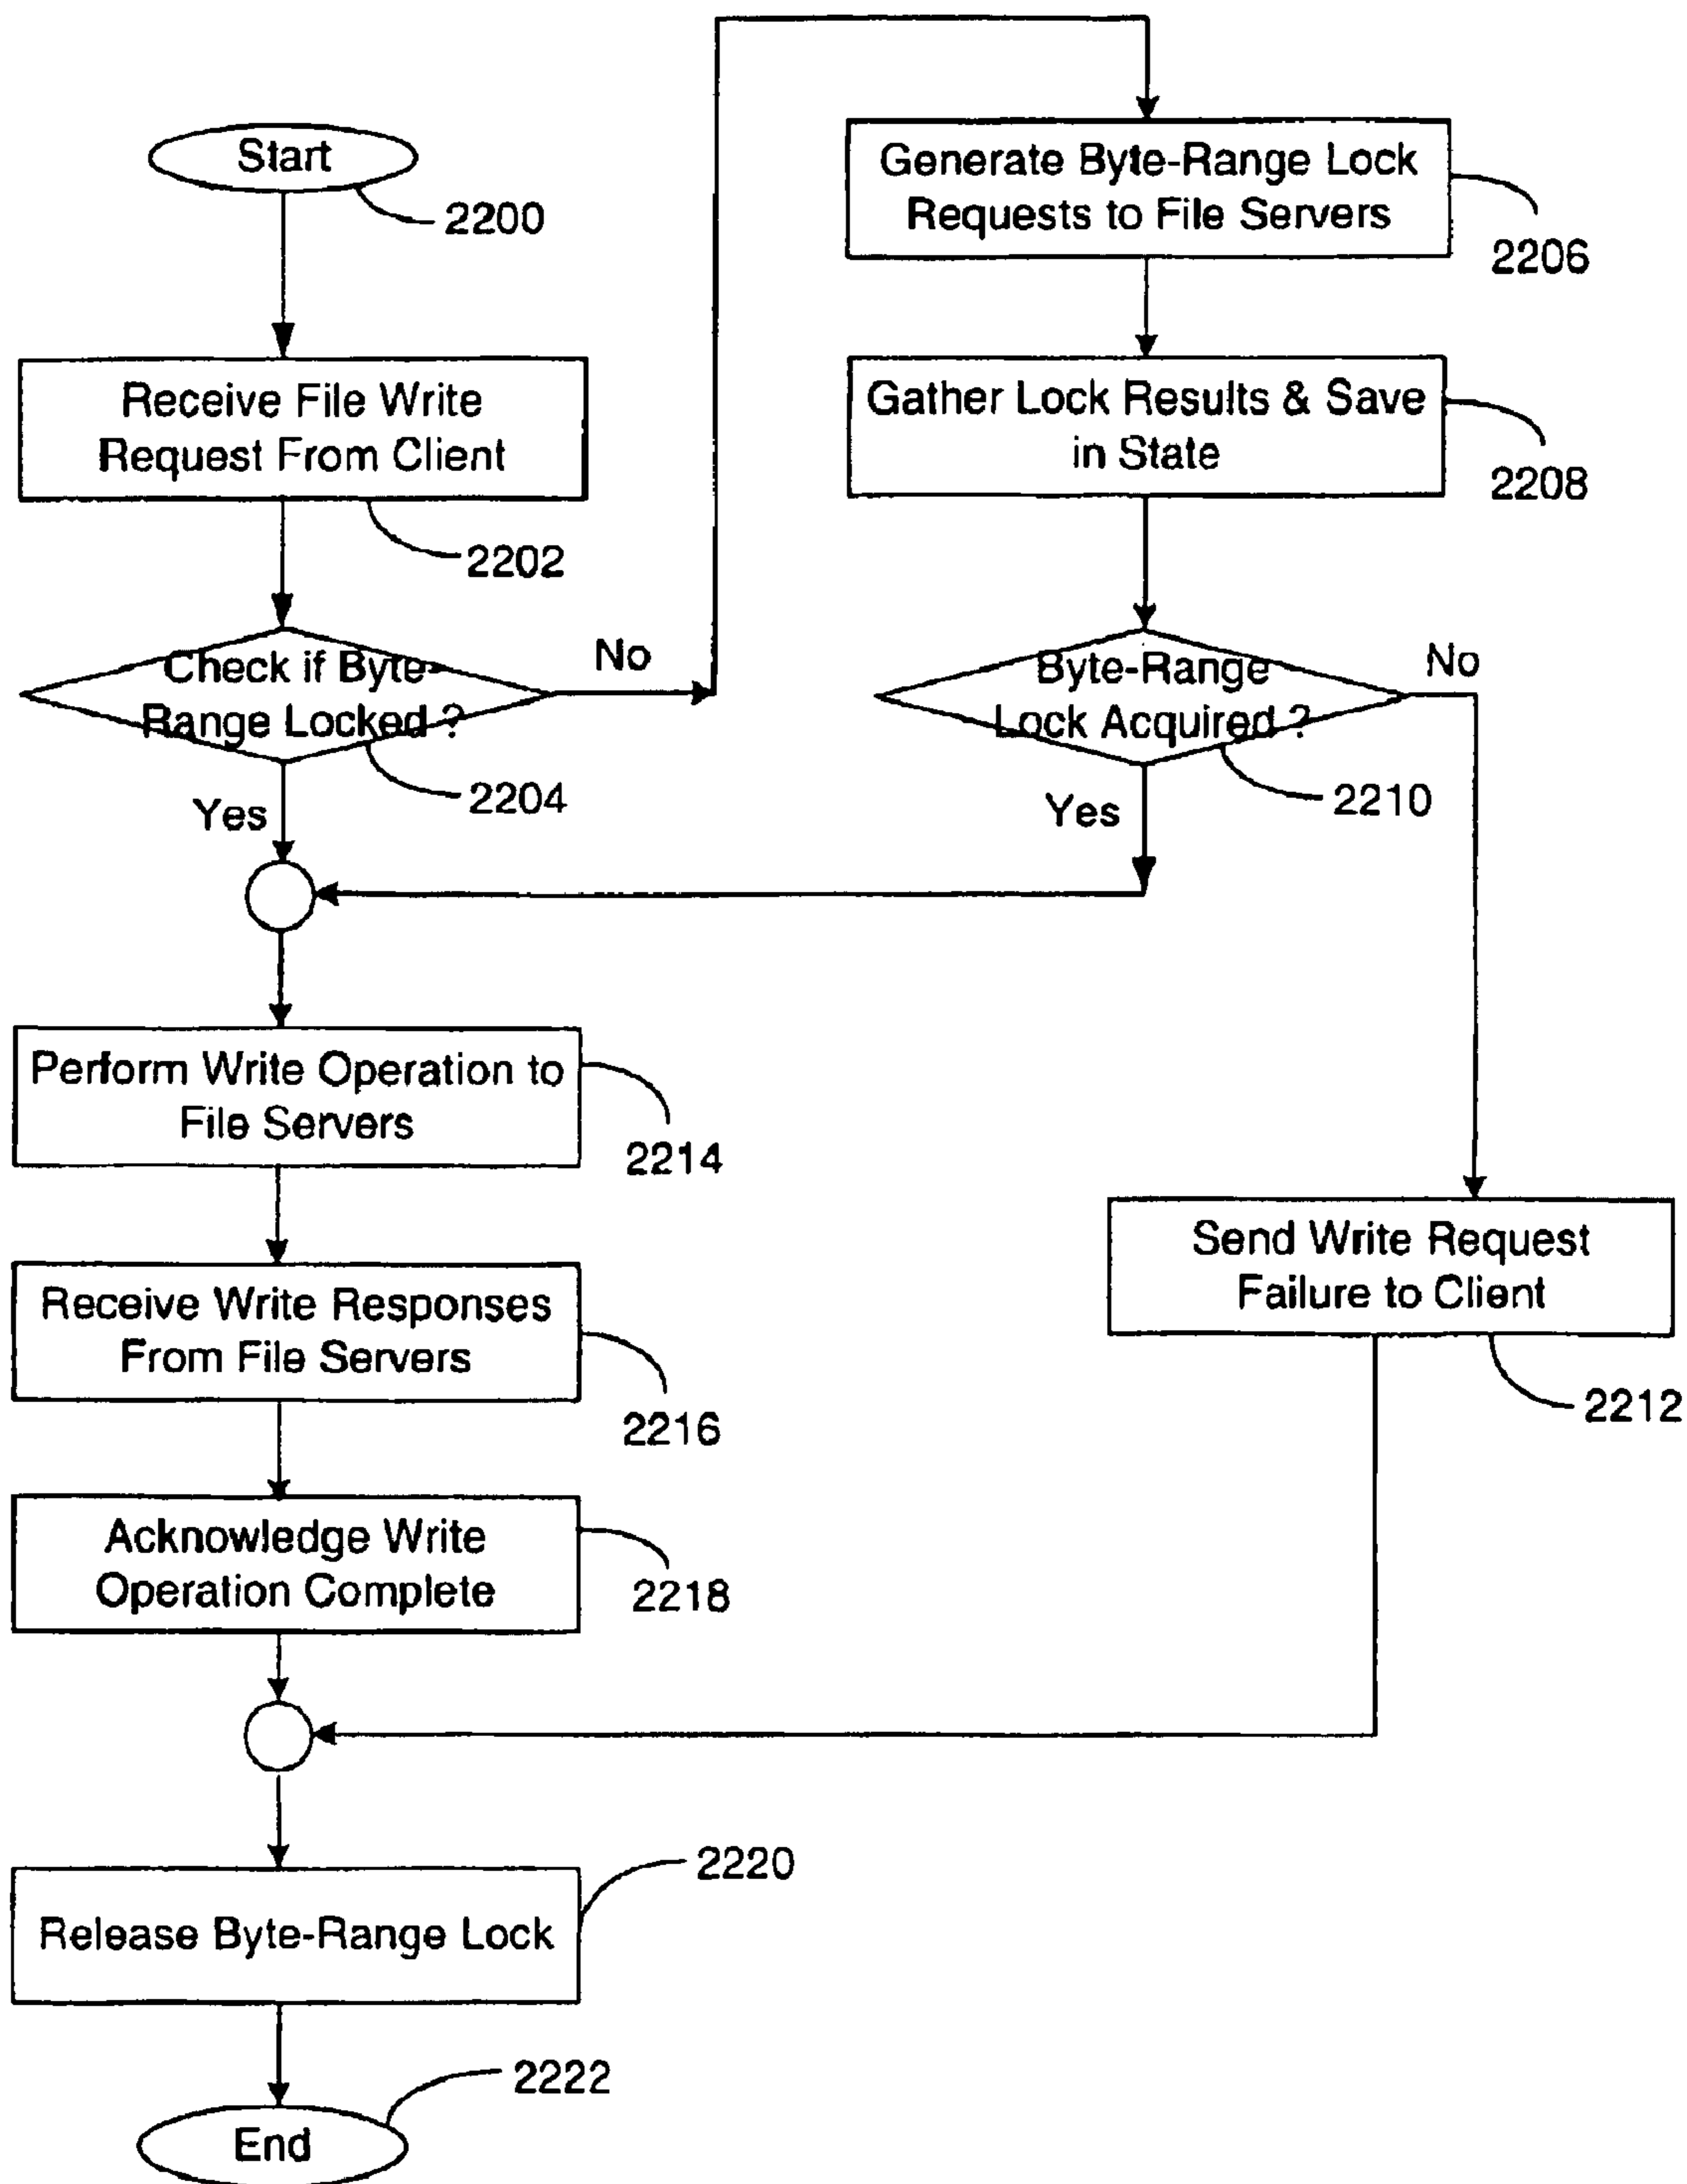 Start
2200
Receive File Write
Request From Client
2202
Check if Byte-
Range Locked ?
No
2204
Yes
Generate Byte-Range Lock
Requests to File Servers
2206
Gather Lock Results & Save
in State
2208
Byte-Range
Lock Acquired ?
No
2210
Yes
Send Write Request
Failure to Client
2212
Perform Write Operation to
File Servers
2214
Receive Write Responses
From File Servers
2216
Acknowledge Write
Operation Complete
2218
Release Byte-Range Lock
2220
End
2222